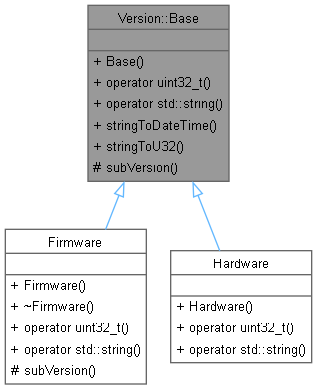 Version::Base
+ Base()
+ operator uint32_t()
+ operator std::string()
+ stringToDateTime()
+ stringToU32()
# subVersion()
Firmware
+ Firmware()
+ ~Firmware()
+ operator uint32_t()
+ operator std::string()
# subVersion()
Hardware
+ Hardware()
+ operator uint32_t()
+ operator std::string()